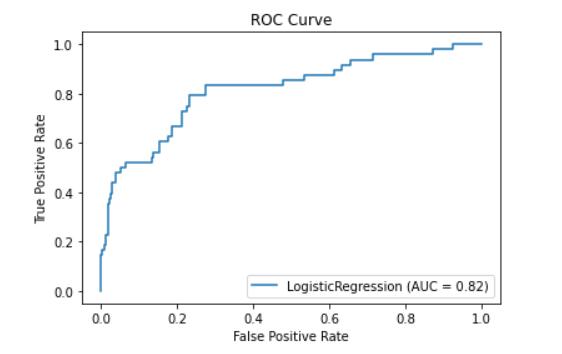 ROC Curve
True Positive Rate
1.0
0.8
0.6
0.4
0.2
0.0
LogisticRegression (AUC = 0.82)
0.0 0.2 0.4 0.6 0.8 1.0
False Positive Rate